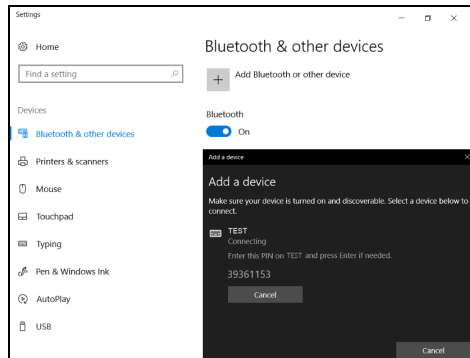 Settings
Home
Find a setting
Devices
Bluetooth & other devices
Printers & scanners
Mouse
Touchpad
Typing
Pen & Windows Ink
AutoPlay
USB
Bluetooth & other devices
Add Bluetooth or other device
Bluetooth
On
Add a device
Add a device
Make sure your device is turned on and discoverable. Select a device below to
connect.
TEST
Connecting
Enter this PIN on TEST and press Enter if needed.
39361153
Cancel
Cancel